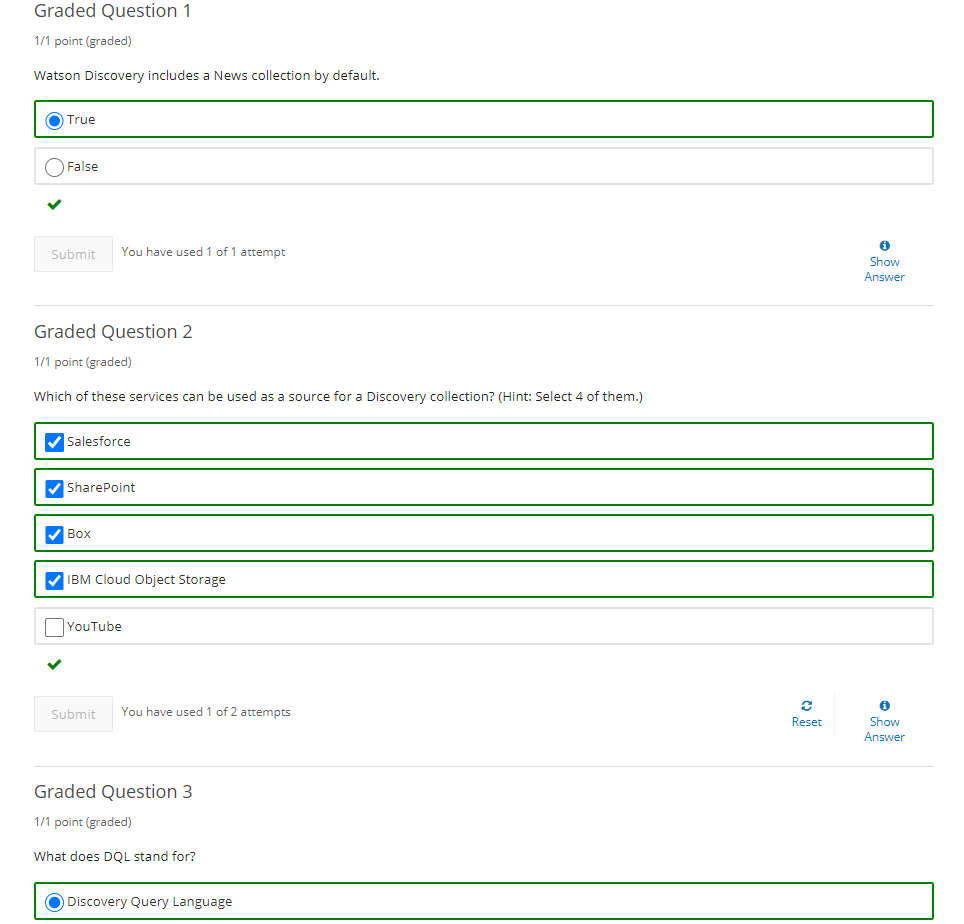 Graded Question 1
1/1 point (graded)
Watson Discovery includes a News collection by default.
True
False
Submit You have used 1 of 1 attempt
Show
Answer
Graded Question 2
1/1 point (graded)
Which of these services can be used as a source for a Discovery collection? (Hint: Select 4 of them.)
Salesforce
SharePoint
Box
IBM Cloud Object Storage
YouTube
Submit You have used 1 of 2 attempts
Reset
Show
Answer
Graded Question 3
1/1 point (graded)
What does DQL stand for?
Discovery Query Language